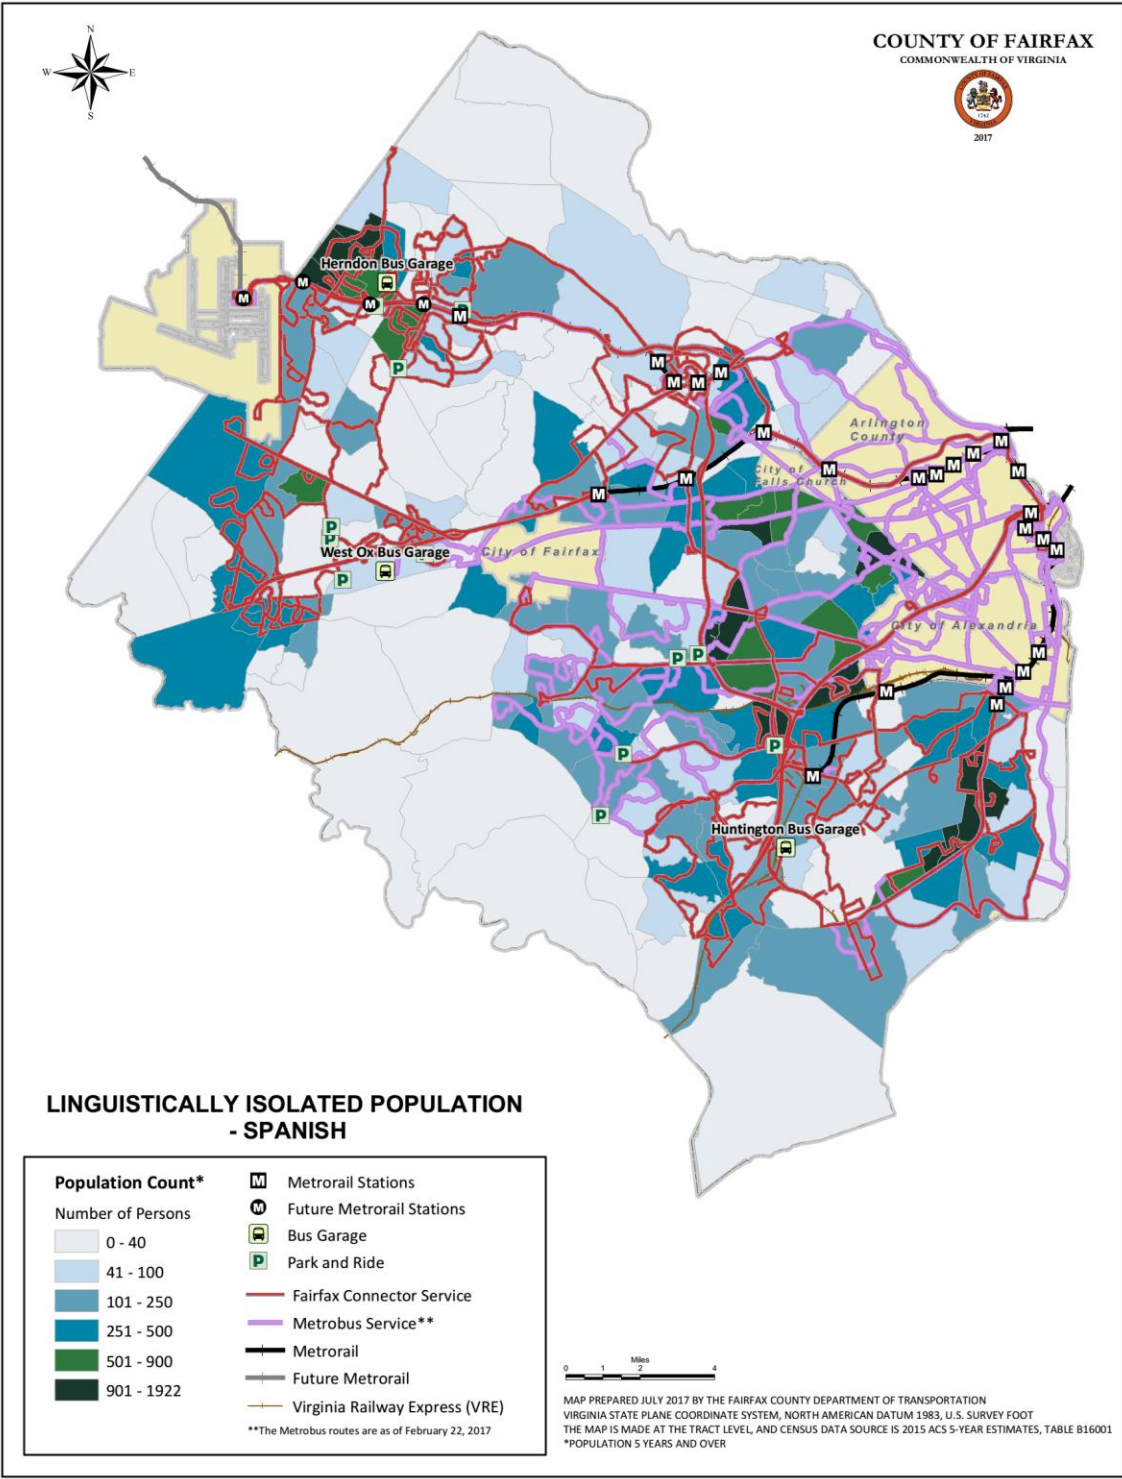 N
W
E
S
COUNTY OF FAIRFAX
COMMONWEALTH OF VIRGINIA
COUNTY OF FAIRFAX
1742
VIRGINIA
2017
Herndon Bus Garage
M
M
M
M
M
P
P
M
M
M
M
Arlington
County
M
M
M
M
M
M
M
M
City of
Falls Church
M
M
M
M
M
M
M
P
P
West Ox Bus Garage
City of Fairfax
P
City of Alexandria
P
P
M
M
M
M
M
P
P
M
P
Huntington Bus Garage
LINGUISTICALLY ISOLATED POPULATION
- SPANISH
Population Count*
Number of Persons
0 - 40
41 - 100
101 - 250
251 - 500
501 - 900
901 - 1922
M Metrorail Stations
M Future Metrorail Stations
Bus Garage
P Park and Ride
Fairfax Connector Service
Metrobus Service**
Metrorail
Future Metrorail
Virginia Railway Express (VRE)
**The Metrobus routes are as of February 22, 2017
Miles
0 1 2 4
MAP PREPARED JULY 2017 BY THE FAIRFAX COUNTY DEPARTMENT OF TRANSPORTATION
VIRGINIA STATE PLANE COORDINATE SYSTEM, NORTH AMERICAN DATUM 1983, U.S. SURVEY FOOT
THE MAP IS MADE AT THE TRACT LEVEL, AND CENSUS DATA SOURCE IS 2015 ACS 5-YEAR ESTIMATES, TABLE B16001
*POPULATION 5 YEARS AND OVER